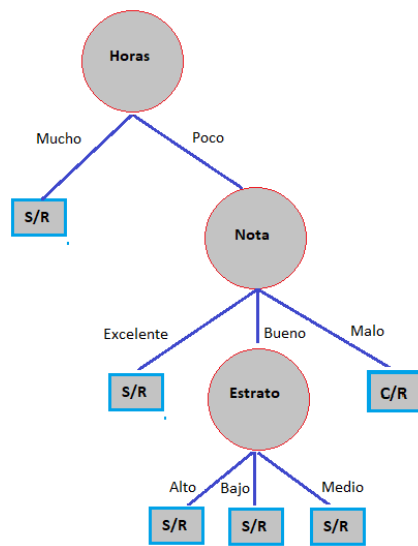 Horas
Mucho
Poco
S/R
Nota
Excelente
Bueno
Malo
S/R
Estrato
C/R
Alto
Bajo
Medio
S/R
S/R
S/R